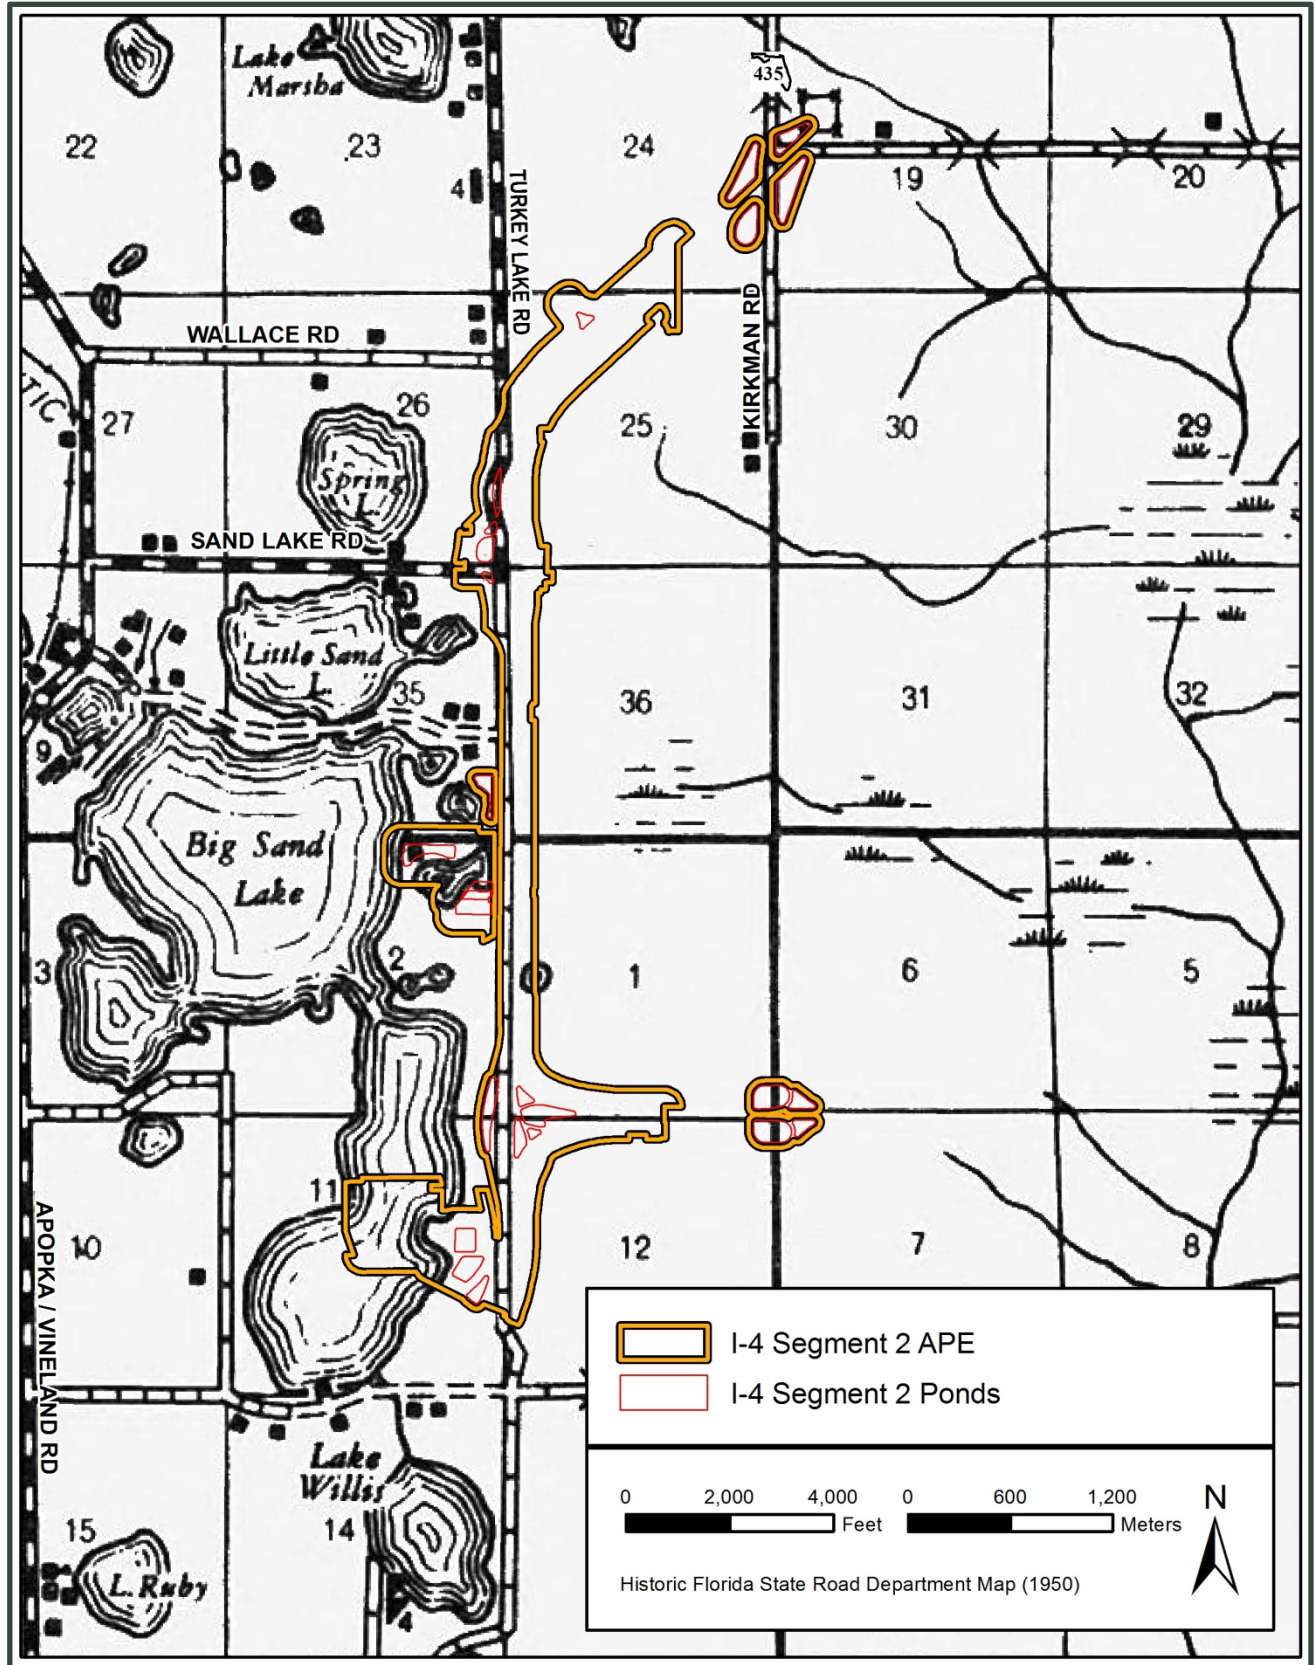 Lake
Marsha
435
22
23
24
4
19
20
TURKEY LAKE RD
WALLACE RD
KIRKMAN RD
TIC
27
26
25
30
29
Spring
L.
SAND LAKE RD
Little Sand
L.
35
36
31
32
9
Big Sand
Lake
3
2
1
6
5
11
10
12
7
8
APOPKA / VINELAND RD
I-4 Segment 2 APE
I-4 Segment 2 Ponds
Lake
Willis
0 2,000 4,000 Feet
0 600 1,200 Meters
N
15
14
L. Ruby
4
Historic Florida State Road Department Map (1950)